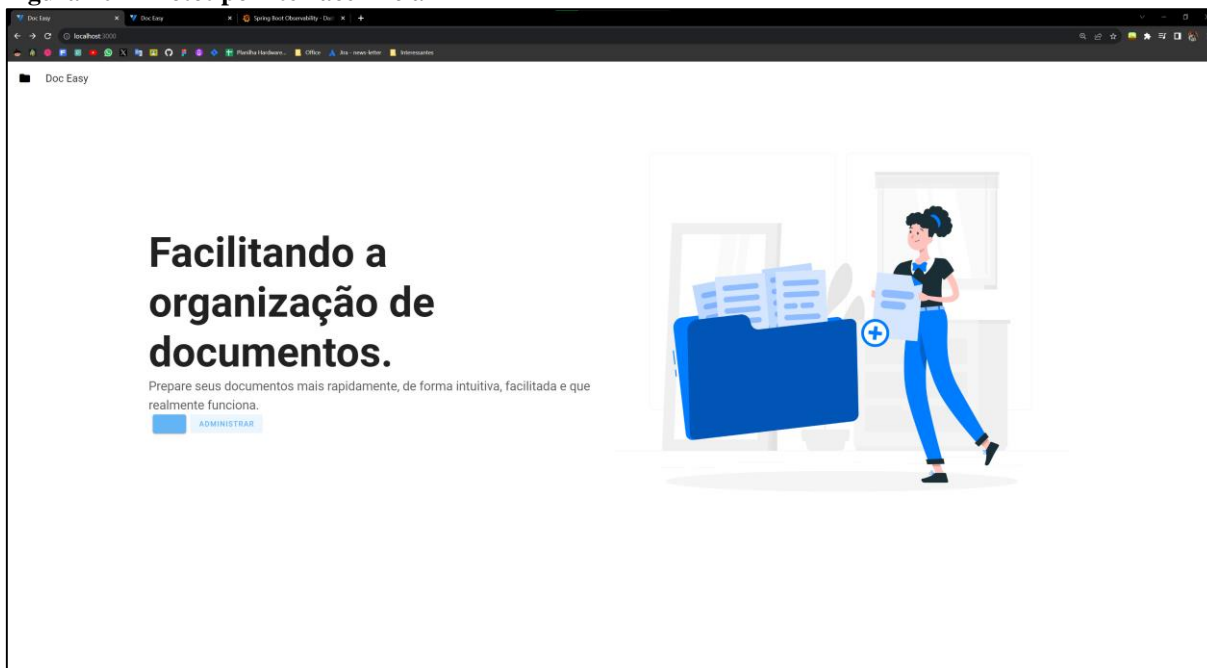 Doc Easy
Doc Easy
Spring Boot Observability - Dis
localhost:3000
Planilha Hardware...
Office
Jira - news-letter
Interessantes
Doc Easy
Facilitando a
organização de
documentos.
Prepare seus documentos mais rapidamente, de forma intuitiva, facilitada e que
realmente funciona.
ADMINISTRAR